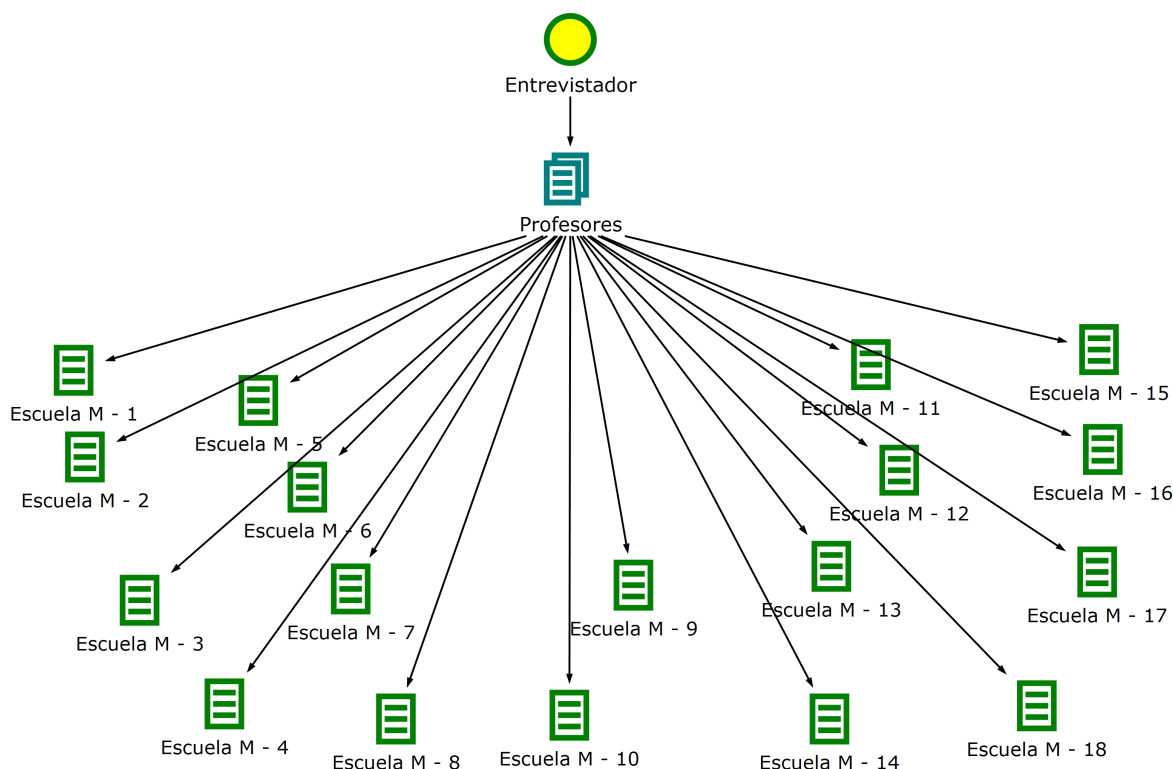 Entrevistador
Profesores
Escuela M - 1
Escuela M - 5
Escuela M - 11
Escuela M - 15
Escuela M - 2
Escuela M - 6
Escuela M - 12
Escuela M - 16
Escuela M - 3
Escuela M - 7
Escuela M - 9
Escuela M - 13
Escuela M - 17
Escuela M - 4
Escuela M - 8
Escuela M - 10
Escuela M - 14
Escuela M - 18